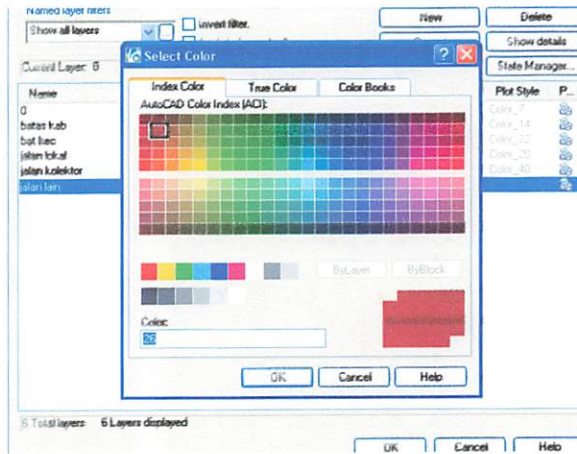 Named layer filters
Show all layers
Invert filter.
New
Delete
Show details
Current Layer: 0
State Manager...
Select Color
Index Color
True Color
Color Books
AutoCAD Color Index (ACI):
Name
Plot Style
P...
0
Color_7
batas kab
Color_14
bat kec
jalan lokal
jalan kolektor
Color_40
jalan lain
ByLayer
ByBlock
Color:
26
OK
Cancel
Help
6 Total layers
6 Layers displayed
OK
Cancel
Help